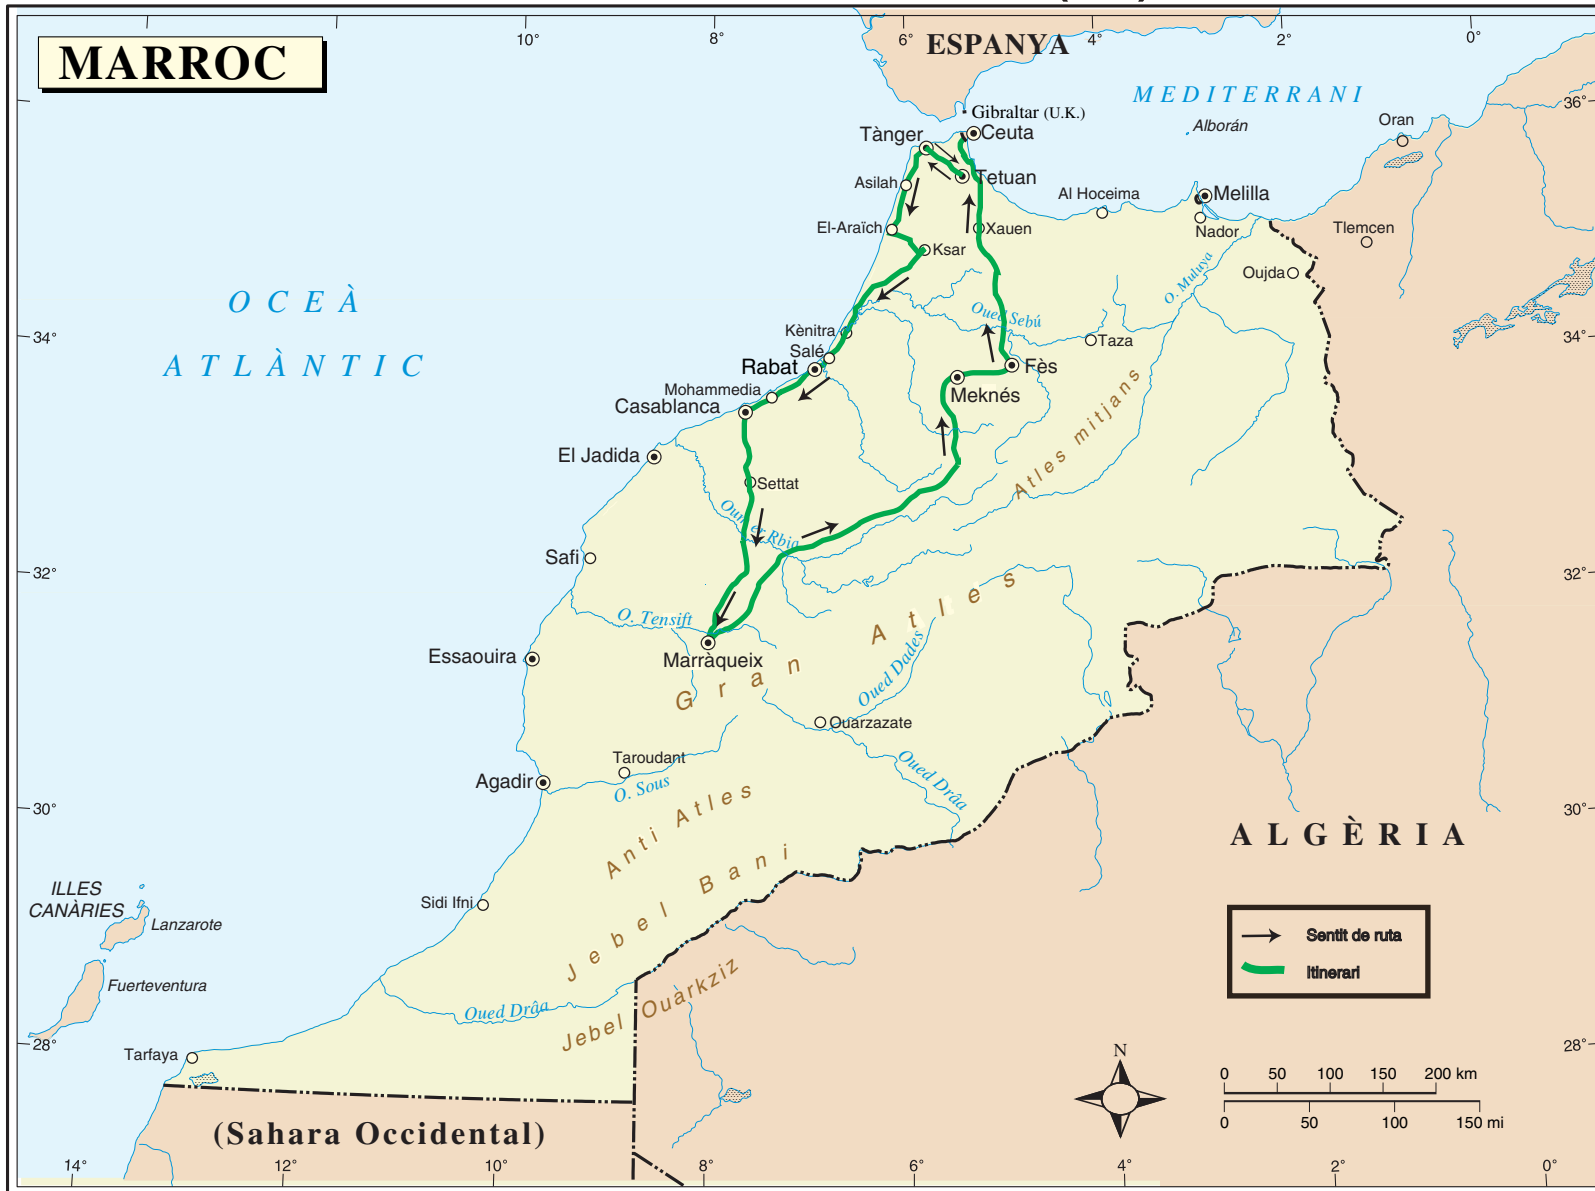 10°
8°
6°
4°
2°
0°
MARROC
ESPANYA
MEDITERRANI
36°
Gibraltar (U.K.)
Alborán
Oran
Tànger
Ceuta
Asilah
Tetuan
Al Hoceima
Melilla
El-Araïch
Xauen
Nador
Tlemcen
Ksar
O. Muluya
Oujda
OCEÀ
ATLÀNTIC
Oued Sebú
34°
Kènitra
Taza
34°
Salé
Rabat
Fès
Mohammedia
Meknés
Casablanca
Atles mitjans
El Jadida
Settat
Oum er Rbia
Safi
32°
32°
O. Tensift
Gran Atles
Essaouira
Marràqueix
Oued Dades
Ouarzazate
Taroudant
Oued Drâa
Agadir
O. Sous
30°
30°
Anti Atles
ALGÈRIA
Jebel Bani
ILLES
CANÀRIES
Sidi Ifni
Lanzarote
Sentit de ruta
Itinerari
Fuerteventura
Jebel Ouarkziz
Oued Drâa
28°
28°
Tarfaya
N
0 50 100 150 200 km
0 50 100 150 mi
(Sahara Occidental)
14°
12°
10°
8°
6°
4°
2°
0°